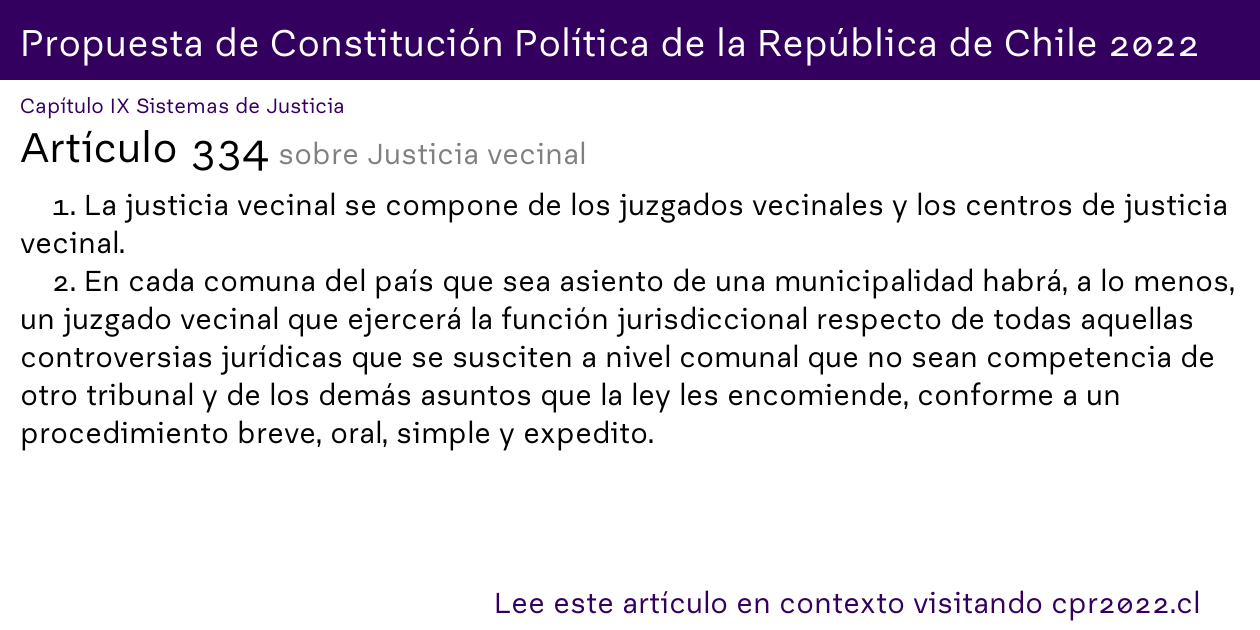 Propuesta de Constitución Política de la República de Chile 2022
Capítulo IX Sistemas de Justicia
Artículo 334 sobre Justicia vecinal
1. La justicia vecinal se compone de los juzgados vecinales y los centros de justicia
vecinal.
2. En cada comuna del país que sea asiento de una municipalidad habrá, a lo menos,
un juzgado vecinal que ejercerá la función jurisdiccional respecto de todas aquellas
controversias jurídicas que se susciten a nivel comunal que no sean competencia de
otro tribunal y de los demás asuntos que la ley les encomiende, conforme a un
procedimiento breve, oral, simple y expedito.
Lee este artículo en contexto visitando cpr2022.cl